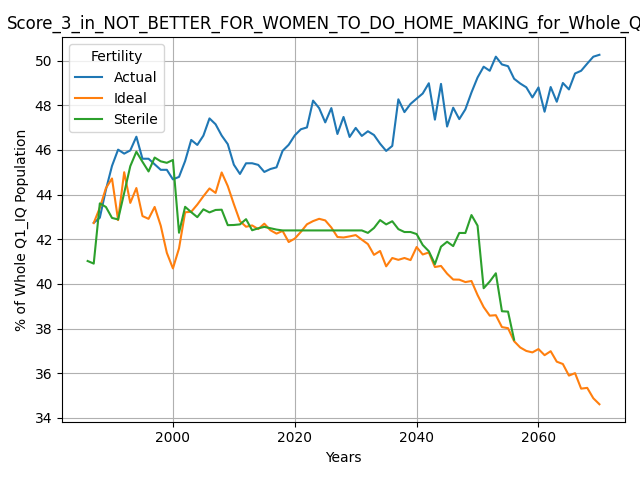 Score_3_in_NOT_BETTER_FOR_WOMEN_TO_DO_HOME_MAKING_for_Whole_Q
Fertility
Actual
Ideal
Sterile
% of Whole Q1_IQ Population
50
48
46
44
42
40
38
36
34
2000 2020 2040 2060
Years